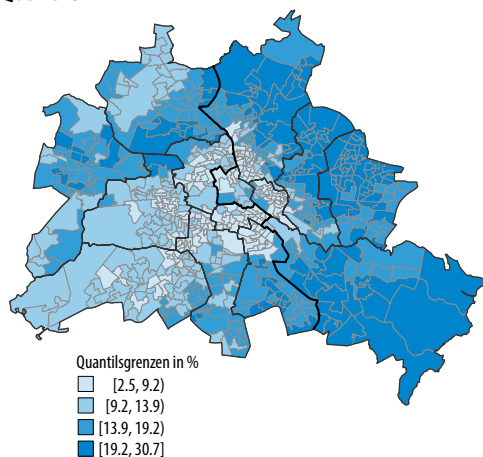 Quantilsgrenzen in %
[2.5, 9.2)
[9.2, 13.9)
[13.9, 19.2)
[19.2, 30.7]